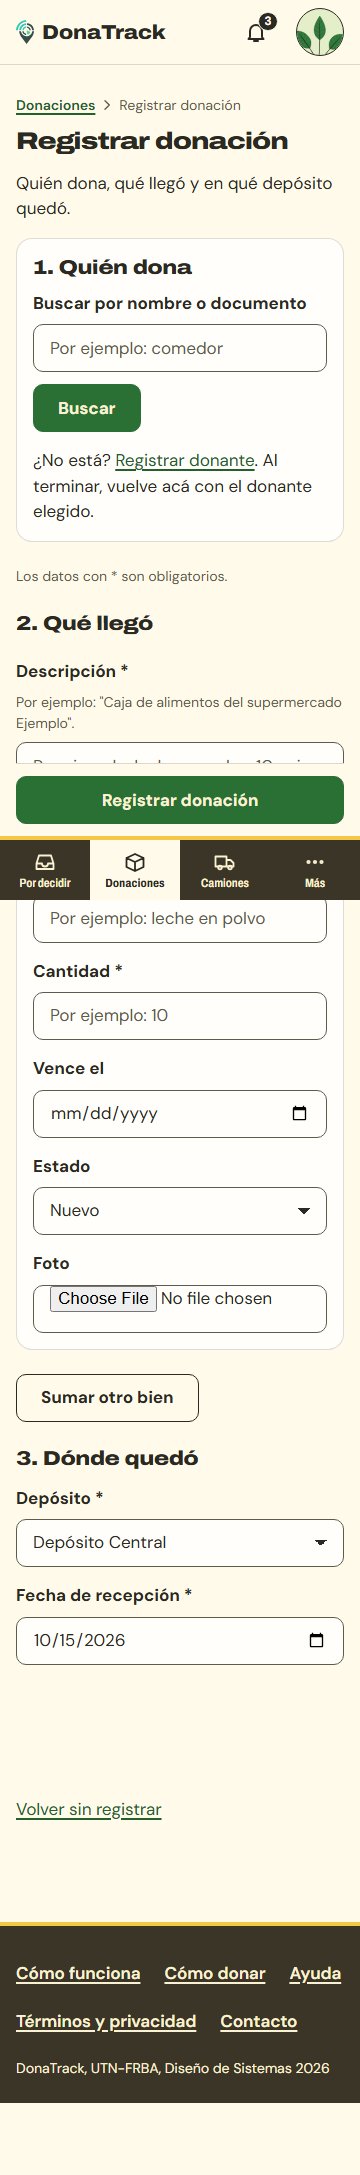 DonaTrack
3
Donaciones > Registrar donación
Registrar donación
Quién dona, qué llegó y en qué depósito
quedó.
1. Quién dona
Buscar por nombre o documento
Por ejemplo: comedor
Buscar
¿No está? Registrar donante. Al
terminar, vuelve acá con el donante
elegido.
Los datos con * son obligatorios.
2. Qué llegó
Descripción *
Por ejemplo: "Caja de alimentos del supermercado
Ejemplo".
Registrar donación
Por decidir
Donaciones
Camiones
Más
Por ejemplo: leche en polvo
Cantidad *
Por ejemplo: 10
Vence el
mm/dd/yyyy
Estado
Nuevo
Foto
Choose File No file chosen
Sumar otro bien
3. Dónde quedó
Depósito *
Depósito Central
Fecha de recepción *
10/15/2026
Volver sin registrar
Cómo funciona Cómo donar Ayuda
Términos y privacidad Contacto
DonaTrack, UTN-FRBA, Diseño de Sistemas 2026